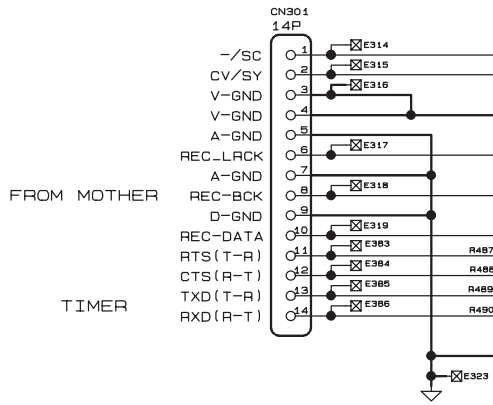 CN301
14P
-/SC 1 E314
CV/SY 2 E315
V-GND 3 E316
V-GND 4
A-GND 5
REC_LRCK 6 E317
A-GND 7
FROM MOTHER REC-BCK 8 E318
D-GND 9
REC-DATA 10 E319
RTS(T-R) 11 E383 R487
CTS(R-T) 12 E384 R488
TIMER TXD(T-R) 13 E385 R489
RXD(R-T) 14 E386 R490
E323